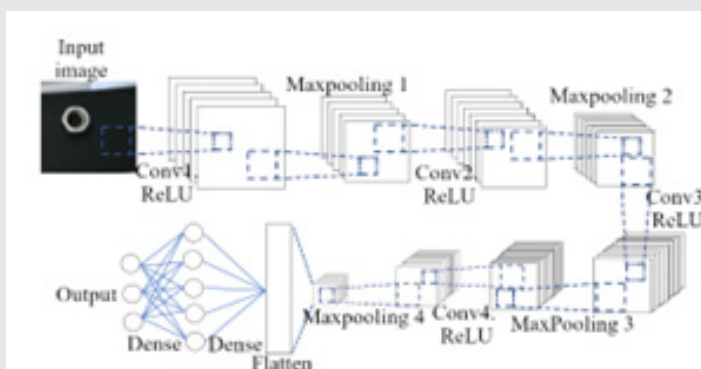 Input
image
Maxpooling 1
Maxpooling 2
Conv1.
ReLU
Conv2.
ReLU
Conv3
ReLU
Output
Dense
Dense
Flatten
Maxpooling 4
Conv4.
ReLU
MaxPooling 3